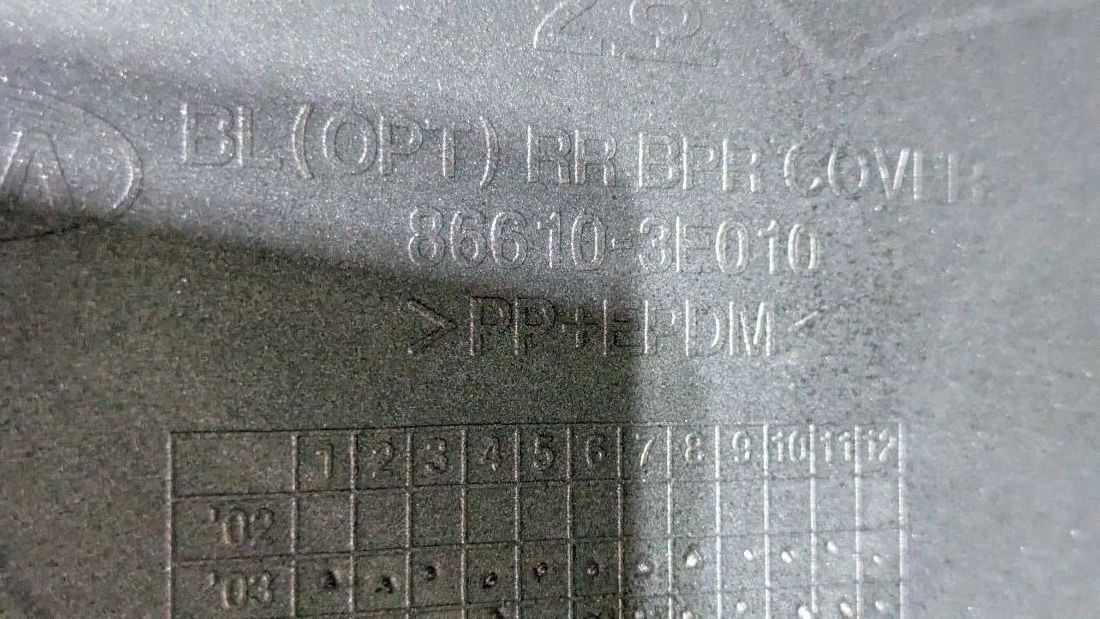 BL(OPT) RR BPR COVER
86610-3E010
>PP+EPDM<
1 2 3 4 5 6 7 8 9 10 11 12
'02
'03